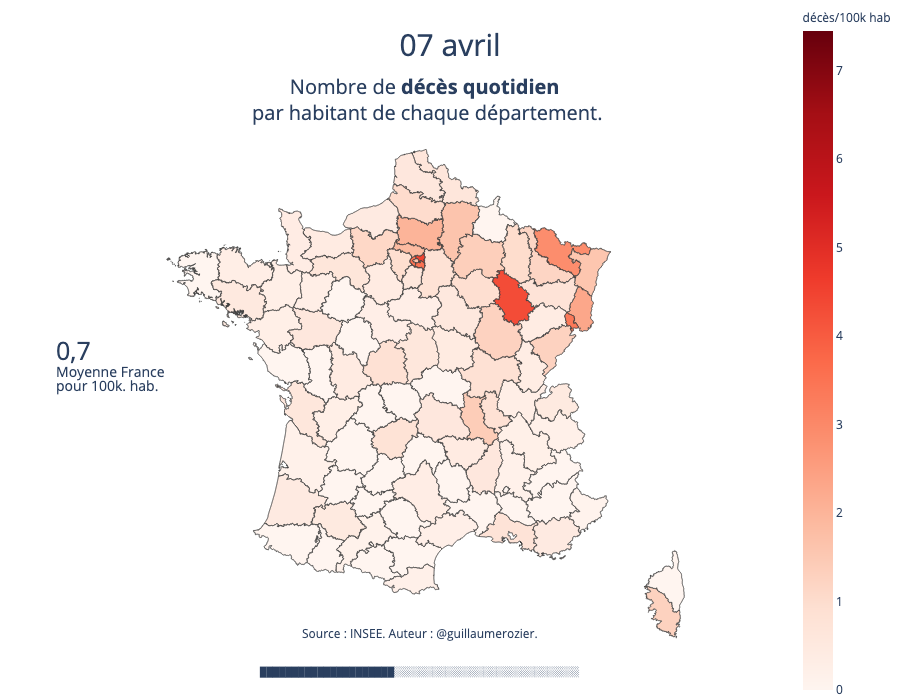 décès/100k hab
07 avril
Nombre de décès quotidien
par habitant de chaque département.
7
6
5
4
3
2
1
0
0,7
Moyenne France
pour 100k. hab.
Source : INSEE. Auteur : @guillaumerozier.